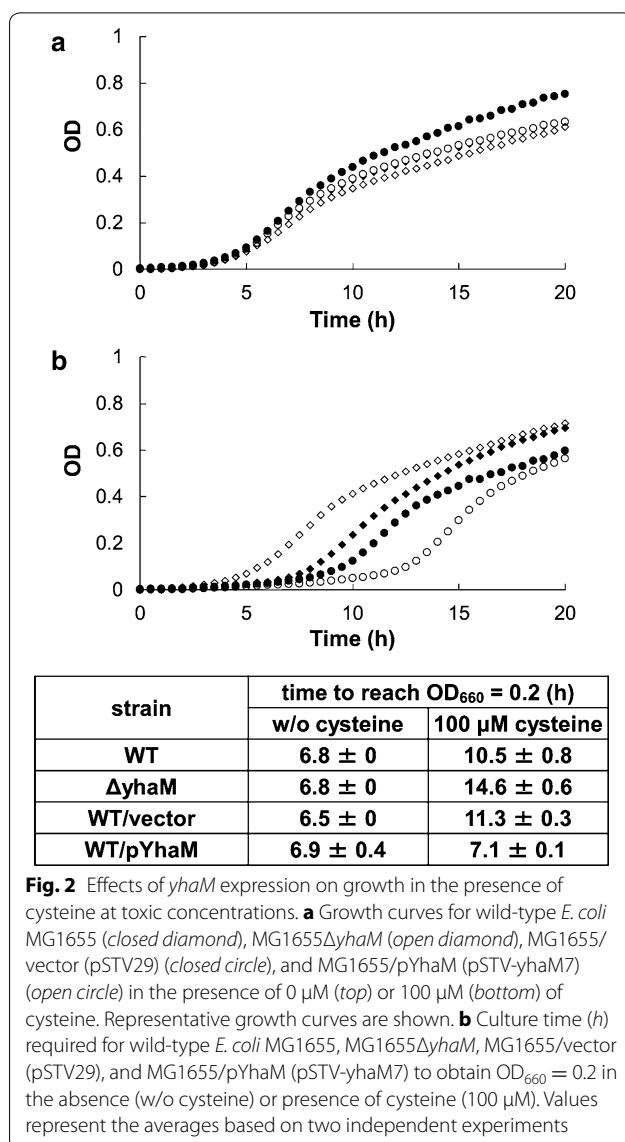 a
1
0.8
0.6
OD
0.4
0.2
0
0 5 10 15 20
Time (h)
b
1
0.8
0.6
OD
0.4
0.2
0
0 5 10 15 20
Time (h)
strain time to reach OD660 = 0.2 (h)
w/o cysteine 100 µM cysteine
WT 6.8 ± 0 10.5 ± 0.8
ΔyhaM 6.8 ± 0 14.6 ± 0.6
WT/vector 6.5 ± 0 11.3 ± 0.3
WT/pYhaM 6.9 ± 0.4 7.1 ± 0.1
Fig. 2 Effects of yhaM expression on growth in the presence of
cysteine at toxic concentrations. a Growth curves for wild-type E. coli
MG1655 (closed diamond), MG1655ΔyhaM (open diamond), MG1655/
vector (pSTV29) (closed circle), and MG1655/pYhaM (pSTV-yhaM7)
(open circle) in the presence of 0 µM (top) or 100 µM (bottom) of
cysteine. Representative growth curves are shown. b Culture time (h)
required for wild-type E. coli MG1655, MG1655ΔyhaM, MG1655/vector
(pSTV29), and MG1655/pYhaM (pSTV-yhaM7) to obtain OD660 = 0.2 in
the absence (w/o cysteine) or presence of cysteine (100 µM). Values
represent the averages based on two independent experiments